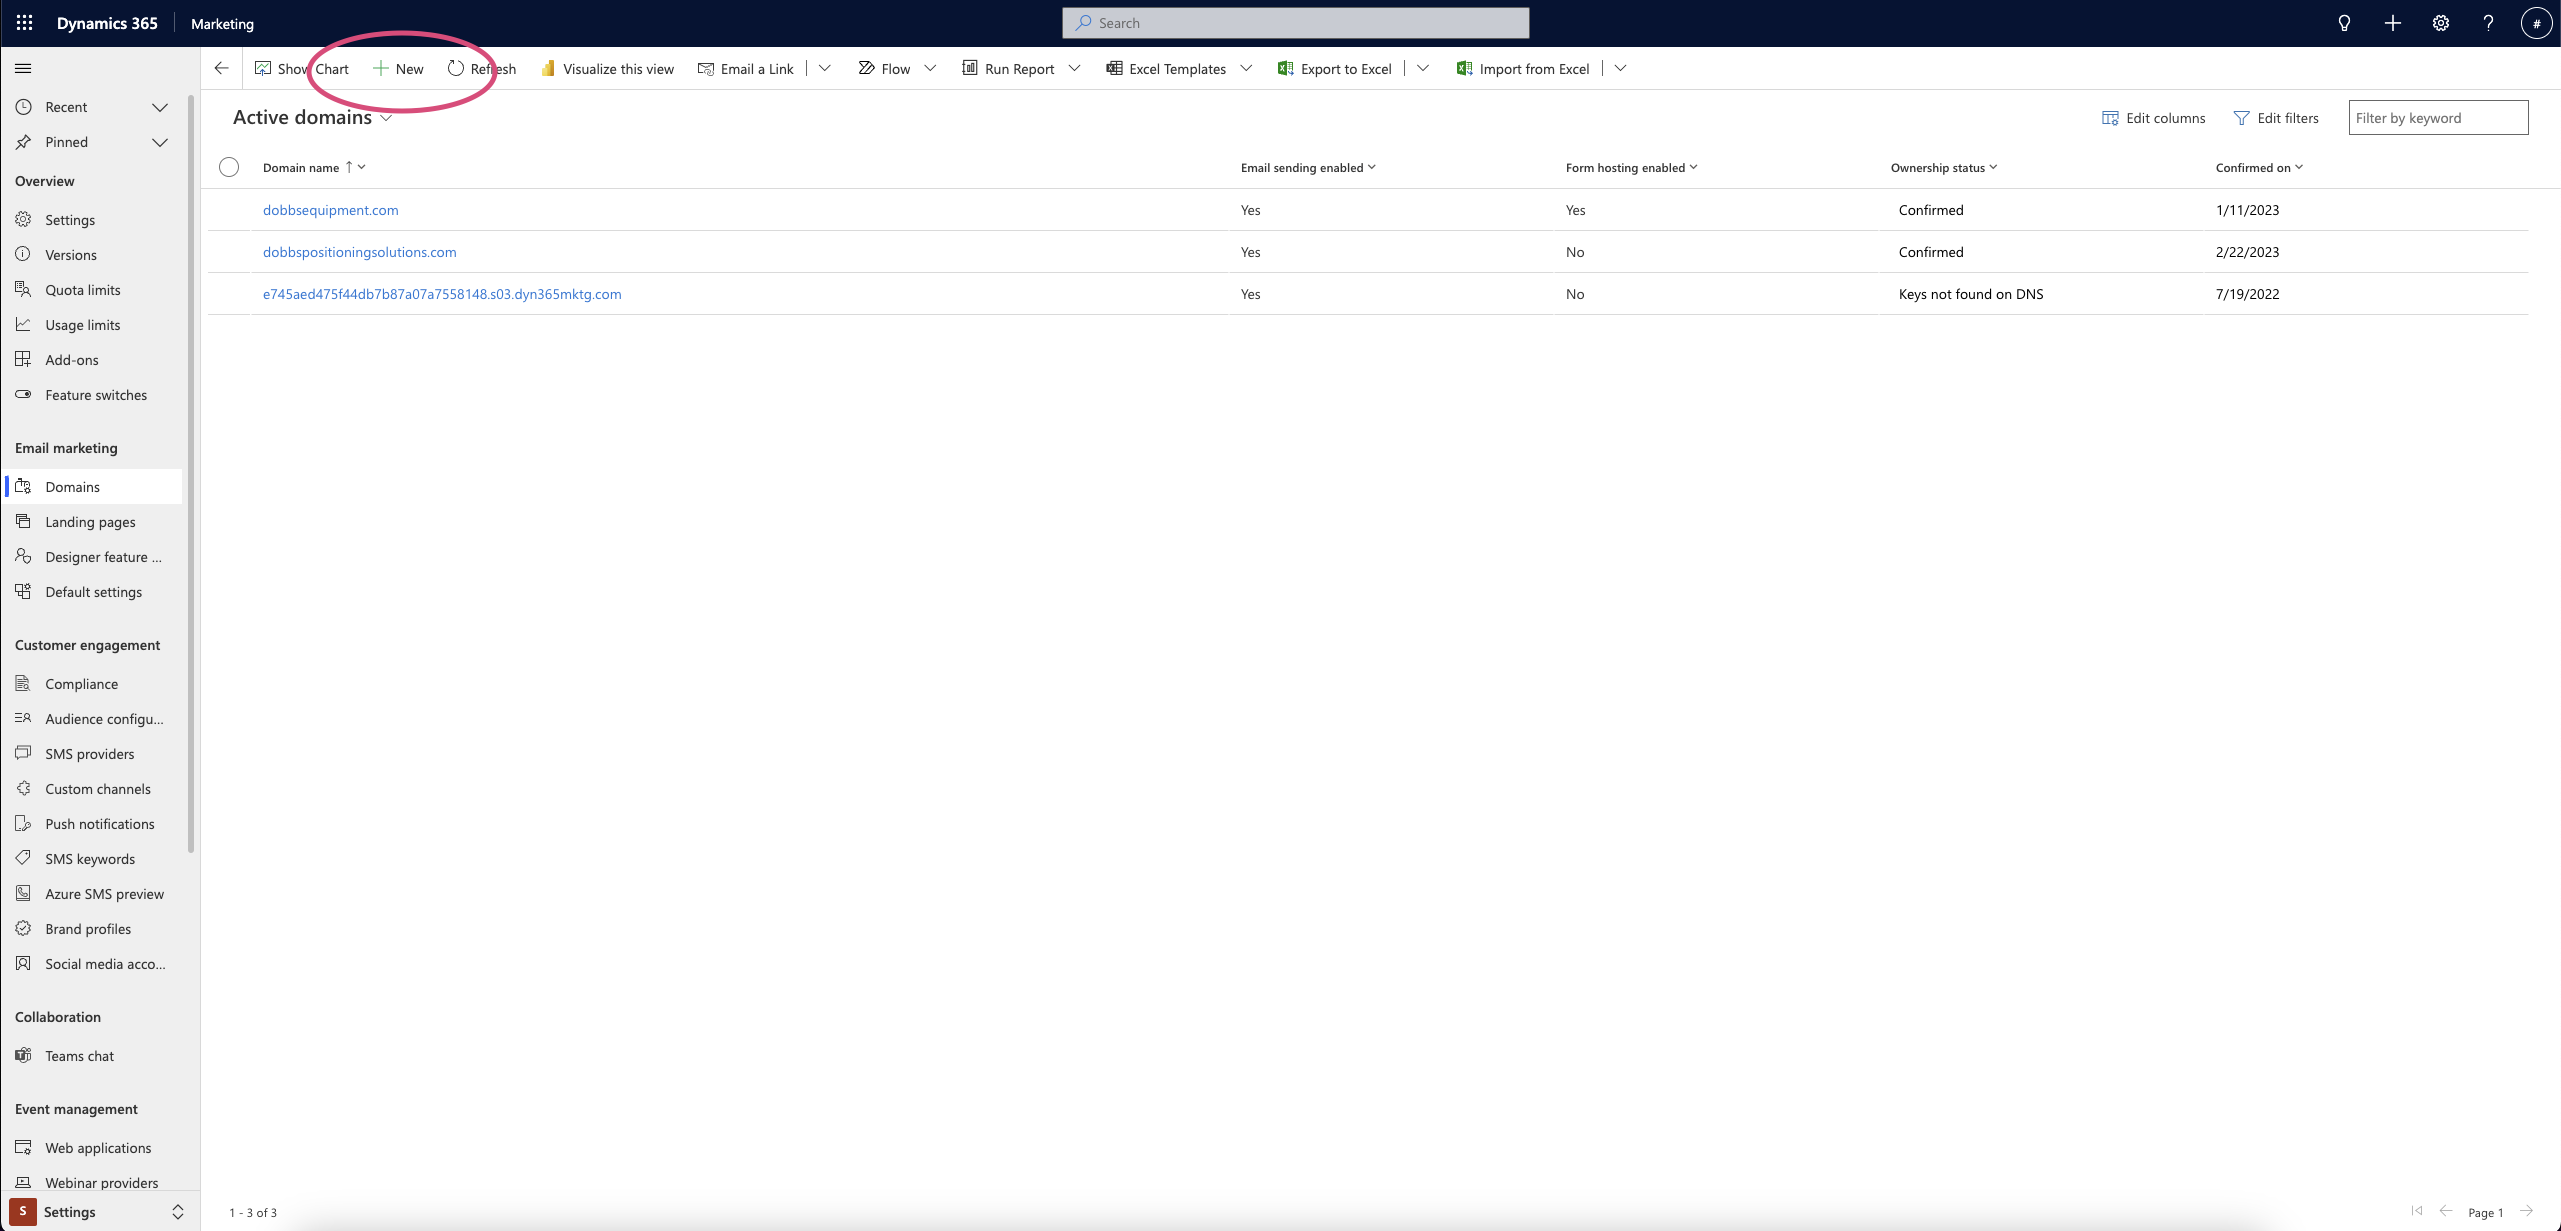 Dynamics 365 Marketing Search #
Show Chart New Refresh Visualize this view Email a Link Flow Run Report Excel Templates Export to Excel Import from Excel
Recent
Pinned
Overview
Settings
Versions
Quota limits
Usage limits
Add-ons
Feature switches
Email marketing
Domains
Landing pages
Designer feature ...
Default settings
Customer engagement
Compliance
Audience configu...
SMS providers
Custom channels
Push notifications
SMS keywords
Azure SMS preview
Brand profiles
Social media acco...
Collaboration
Teams chat
Event management
Web applications
Webinar providers
S Settings
Active domains Edit columns Edit filters Filter by keyword
Domain name Email sending enabled Form hosting enabled Ownership status Confirmed on
dobbsequipment.com Yes Yes Confirmed 1/11/2023
dobbspositioningsolutions.com Yes No Confirmed 2/22/2023
e745aed475f44db7b87a07a7558148.s03.dyn365mktg.com Yes No Keys not found on DNS 7/19/2022
1 - 3 of 3 Page 1